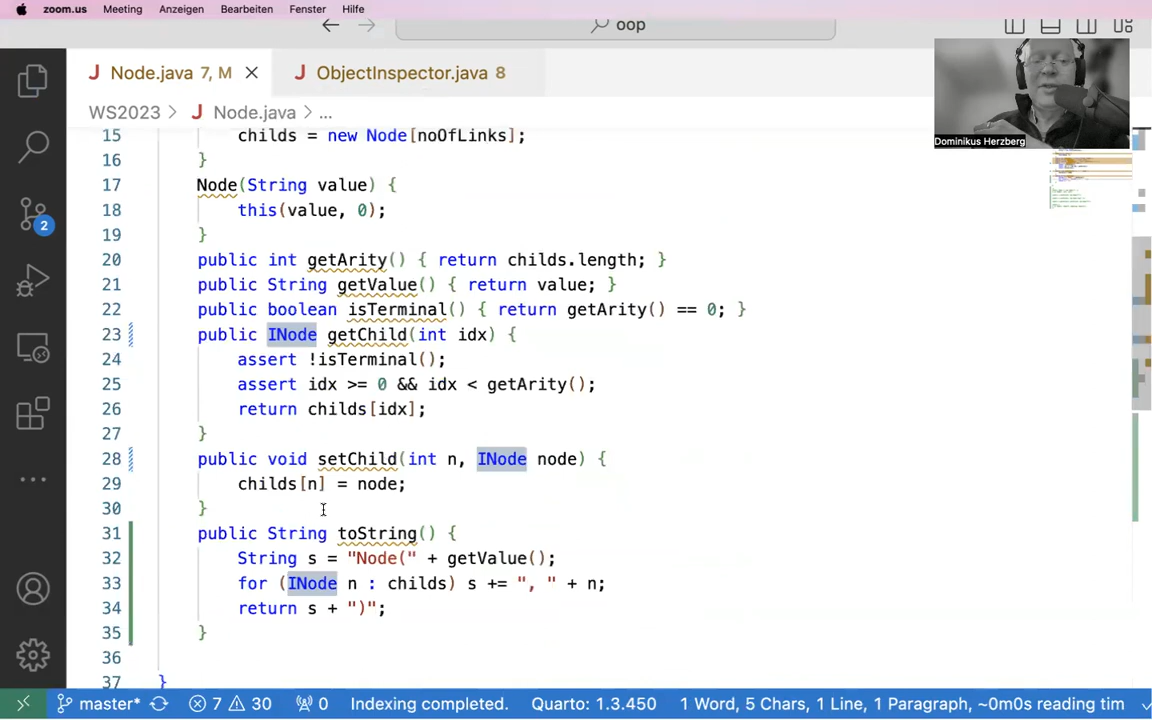 zoom.us Meeting Anzeigen Bearbeiten Fenster Hilfe
oop
Node.java 7, M ObjectInspector.java 8
WS2023 > Node.java > ...
Dominikus Herzberg
15 childs = new Node[noOfLinks];
16 }
17 Node(String value) {
18 this(value, 0);
19 }
20 public int getArity() { return childs.length; }
21 public String getValue() { return value; }
22 public boolean isTerminal() { return getArity() == 0; }
23 public INode getChild(int idx) {
24 assert !isTerminal();
25 assert idx >= 0 && idx < getArity();
26 return childs[idx];
27 }
28 public void setChild(int n, INode node) {
29 childs[n] = node;
30 }
31 public String toString() {
32 String s = "Node(" + getValue();
33 for (INode n : childs) s += ", " + n;
34 return s + ")";
35 }
36
37 }
2
master* 7 30 0 Indexing completed. Quarto: 1.3.450 1 Word, 5 Chars, 1 Line, 1 Paragraph, ~0m0s reading tim